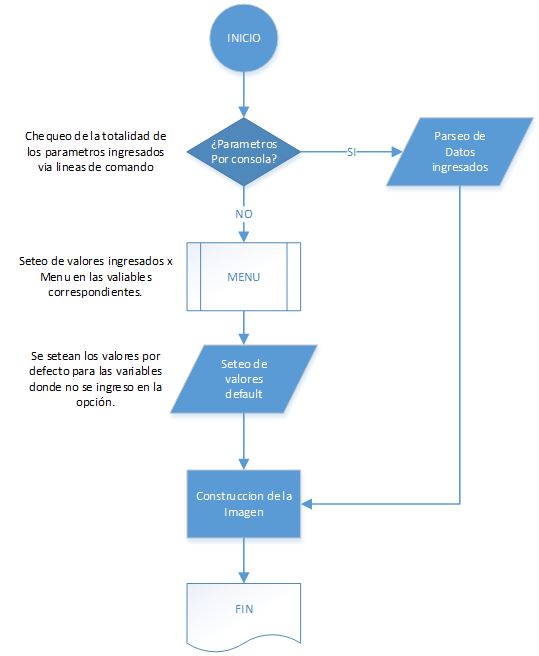 INICIO
Chequeo de la totalidad de
los parametros ingresados
via lineas de comando
¿Parametros
Por consola?
SI
Parseo de
Datos
ingresados
NO
Seteo de valores ingresados x
Menu en las valiables
correspondientes.
MENU
Se setean los valores por
defecto para las variables
donde no se ingreso en la
opción.
Seteo de
valores
default
Construccion de la
Imagen
FIN